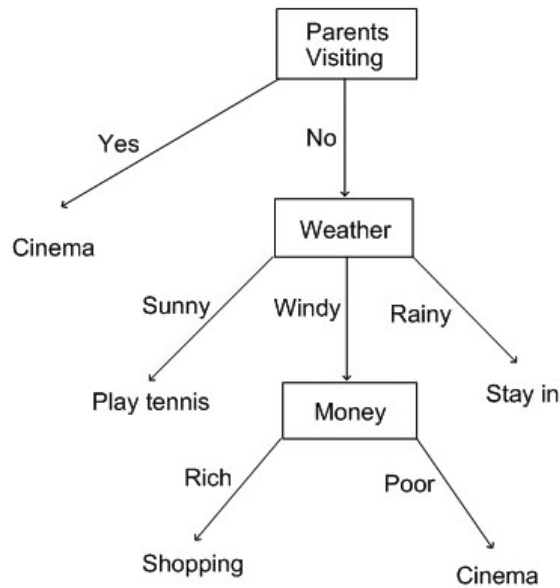 Parents
Visiting
Yes
No
Cinema
Weather
Sunny
Windy
Rainy
Play tennis
Money
Stay in
Rich
Poor
Shopping
Cinema